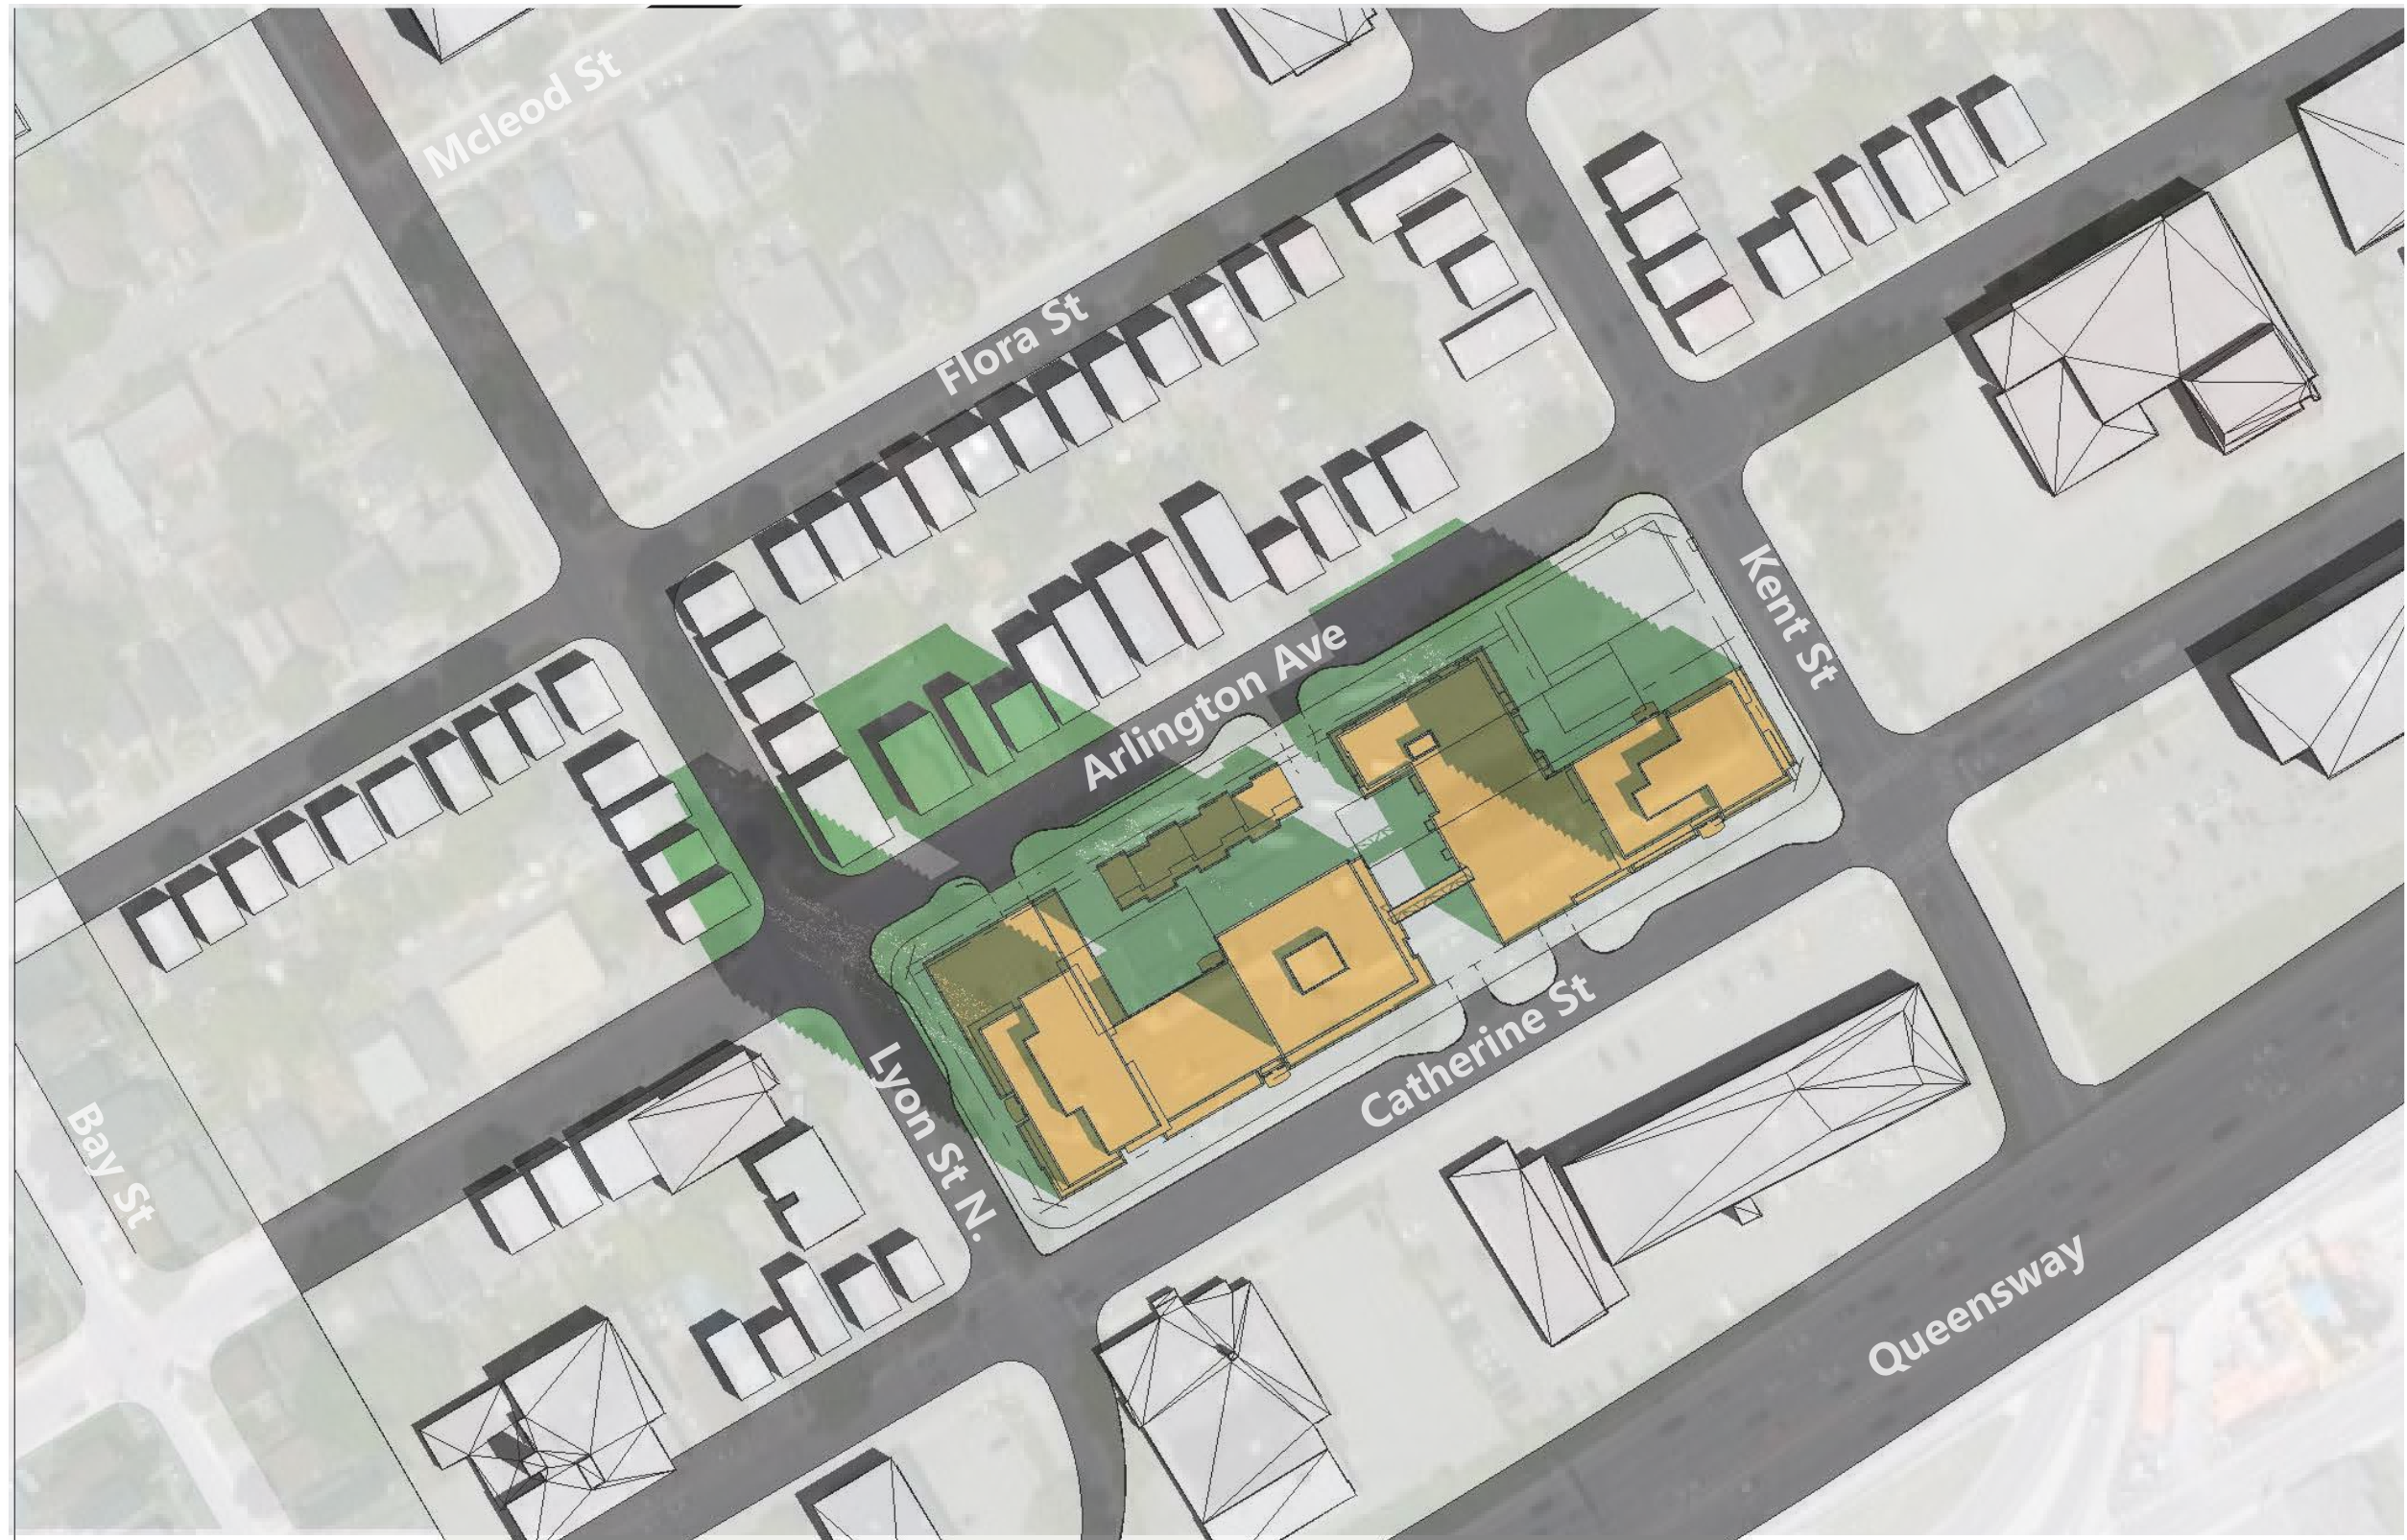 Mcleod St
Flora St
Kent St
Arlington Ave
Catherine St
Lyon St N.
Bay St
Queensway